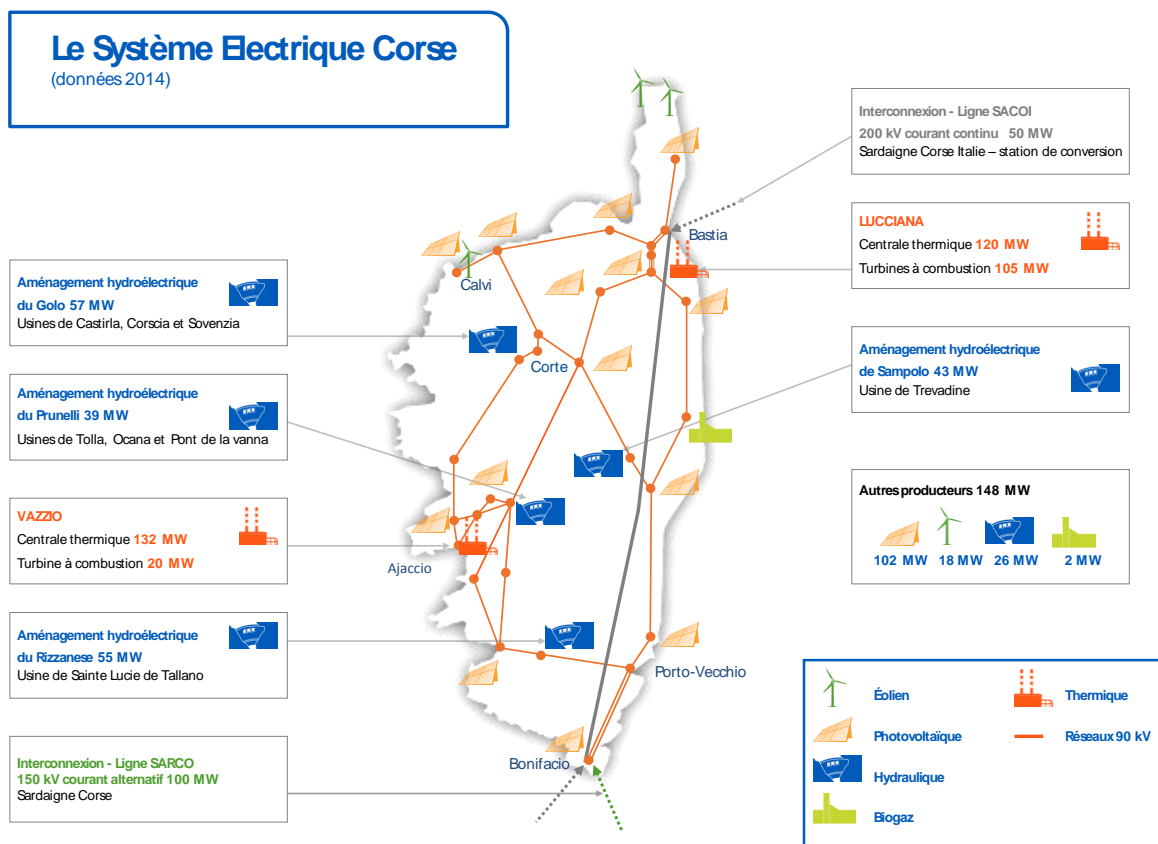 Le Système Electrique Corse
(données 2014)
Interconnexion - Ligne SACOI
200 kV courant continu 50 MW
Sardaigne Corse Italie – station de conversion
LUCCIANA
Centrale thermique 120 MW
Turbines à combustion 105 MW
Aménagement hydroélectrique
de Sampolo 43 MW
Usine de Trevadine
Autres producteurs 148 MW
102 MW 18 MW 26 MW 2 MW
Aménagement hydroélectrique
du Golo 57 MW
Usines de Castirla, Corscia et Sovenzia
Aménagement hydroélectrique
du Prunelli 39 MW
Usines de Tolla, Ocana et Pont de la vanna
VAZZIO
Centrale thermique 132 MW
Turbine à combustion 20 MW
Aménagement hydroélectrique
du Rizzanese 55 MW
Usine de Sainte Lucie de Tallano
Interconnexion - Ligne SARCO
150 kV courant alternatif 100 MW
Sardaigne Corse
Bastia
Calvi
Corte
Ajaccio
Porto-Vecchio
Bonifacio
Éolien
Thermique
Photovoltaïque
Réseaux 90 kV
Hydraulique
Biogaz